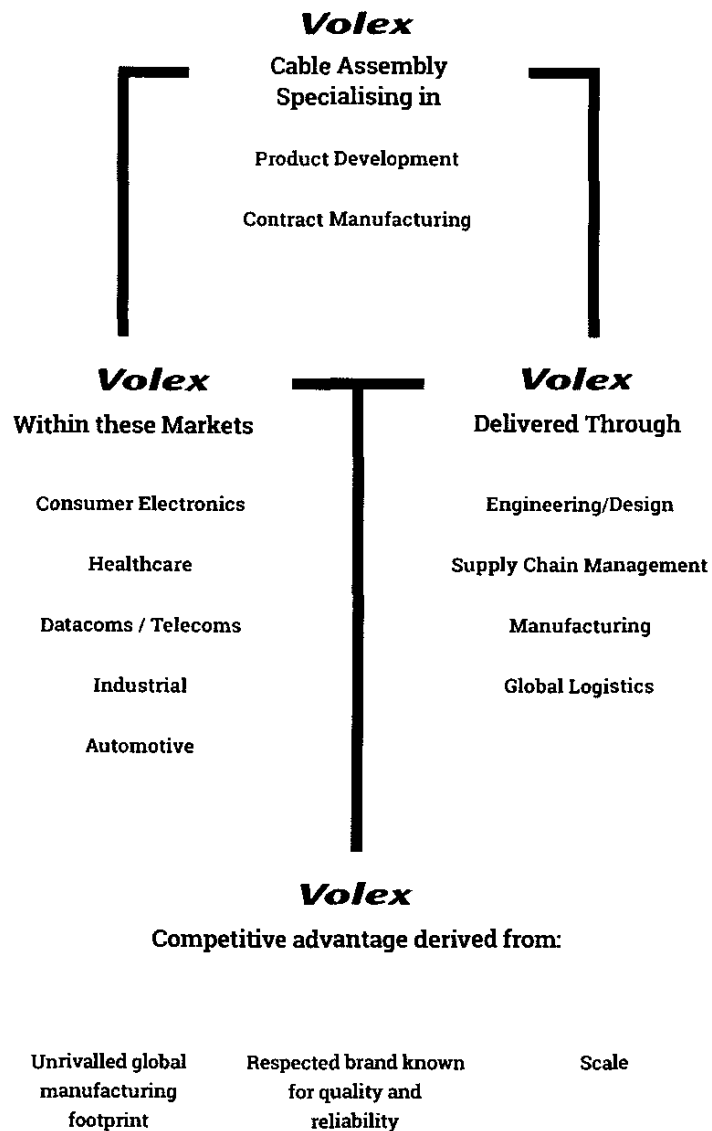 Volex
Cable Assembly
Specialising in
Product Development
Contract Manufacturing
Volex
Within these Markets
Consumer Electronics
Healthcare
Datacoms / Telecoms
Industrial
Automotive
Volex
Delivered Through
Engineering/Design
Supply Chain Management
Manufacturing
Global Logistics
Volex
Competitive advantage derived from:
Unrivalled global
manufacturing
footprint
Respected brand known
for quality and
reliability
Scale